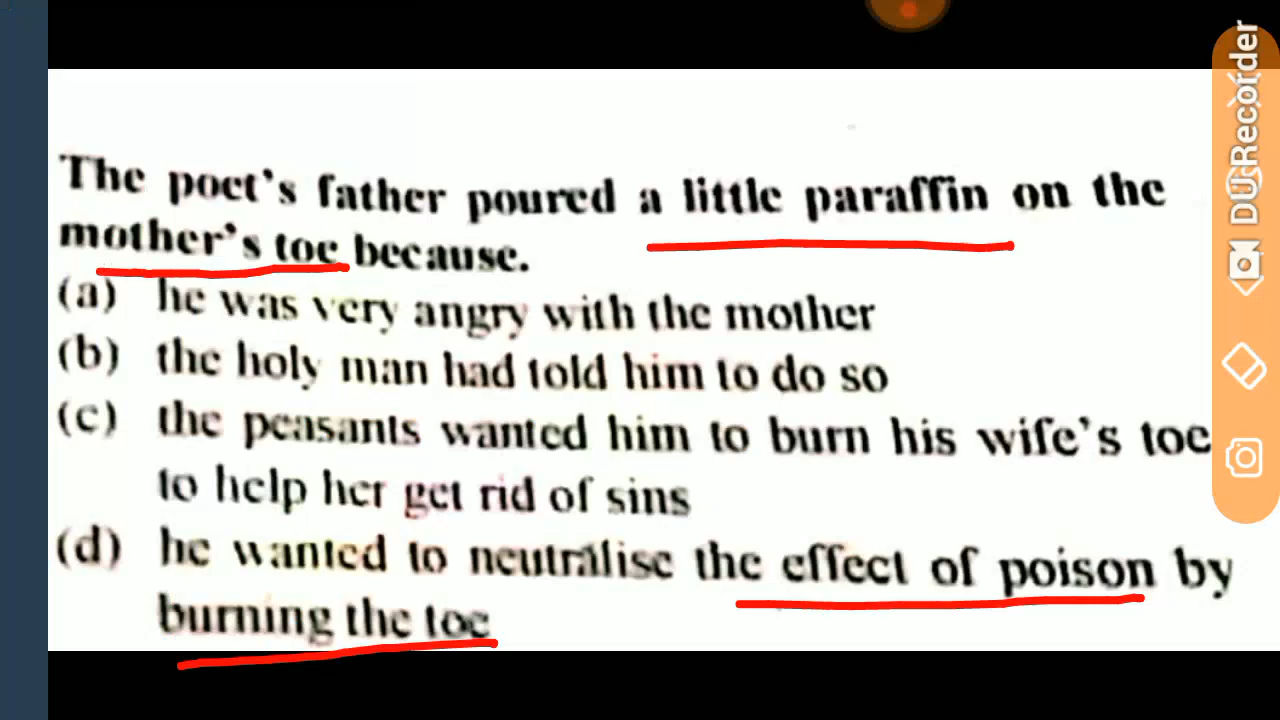 The poet's father poured a little paraffin on the
mother's toe because.
(a) he was very angry with the mother
(b) the holy man had told him to do so
(c) the peasants wanted him to burn his wife's toe
to help her get rid of sins
(d) he wanted to neutralise the effect of poison by
burning the toe
DU Recorder